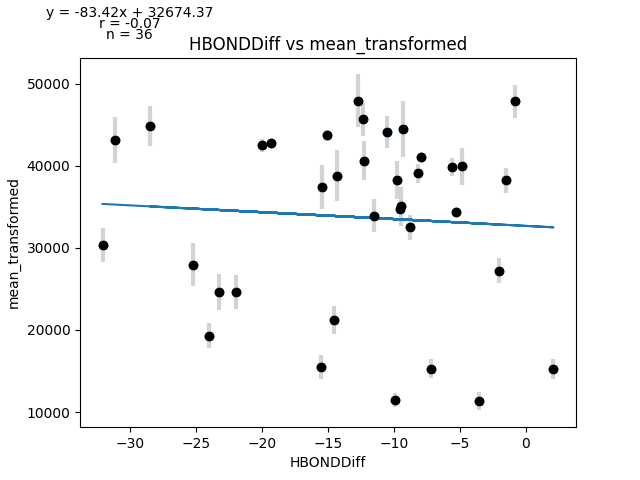 y = -83.42x + 32674.37
r = -0.07
n = 36
HBONDDiff vs mean_transformed
50000
40000
30000
20000
10000
mean_transformed
−30
−25
−20
−15
−10
−5
0
HBONDDiff